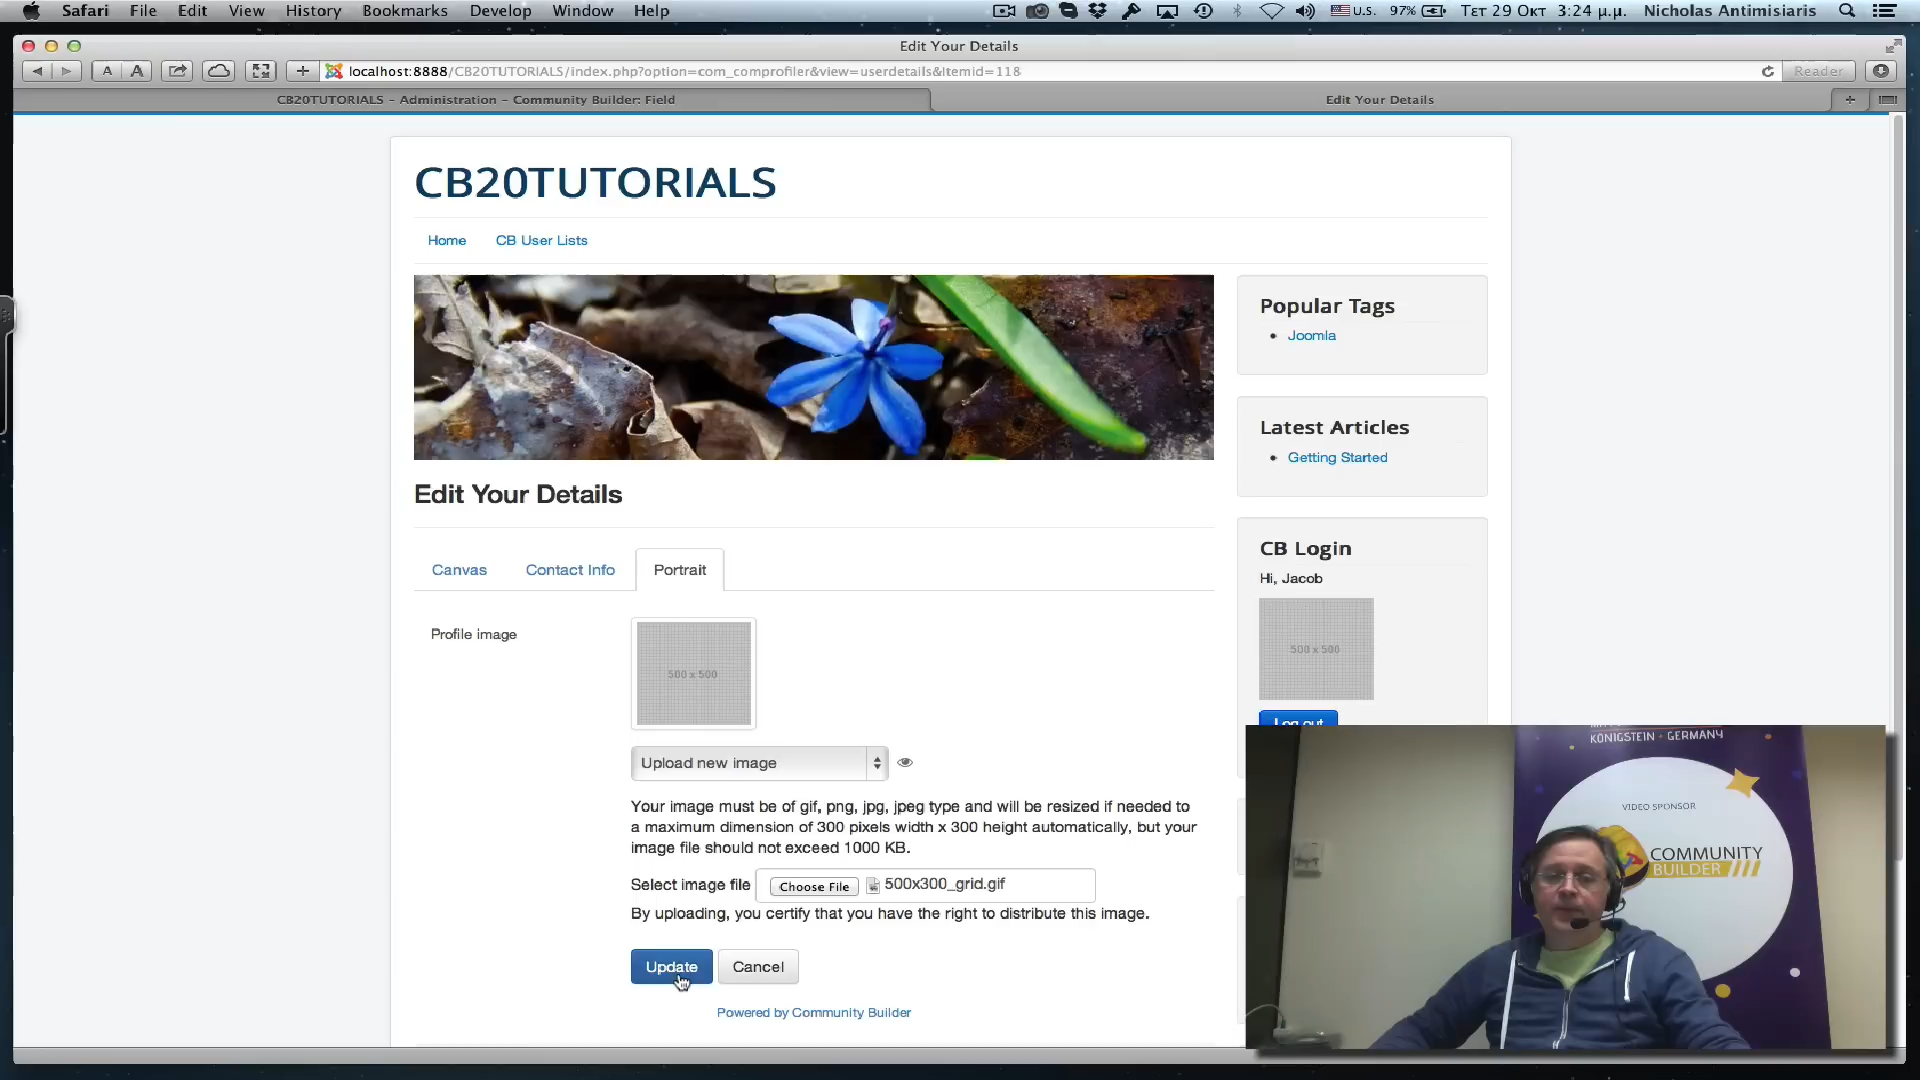 Safari File Edit View History Bookmarks Develop Window Help U.S. 97% Τετ 29 Οκτ 3:24 μ.μ. Nicholas Antimisiaris
Edit Your Details
A A localhost:8888/CB20TUTORIALS/index.php?option=com_comprofiler&view=userdetails&Itemid=118 Reader
CB20TUTORIALS - Administration - Community Builder: Field
Edit Your Details
CB20TUTORIALS
Home CB User Lists
Popular Tags
Joomla
Latest Articles
Getting Started
Edit Your Details
Canvas Contact Info Portrait
Profile image
500 x 500
Upload new image
Your image must be of gif, png, jpg, jpeg type and will be resized if needed to
a maximum dimension of 300 pixels width x 300 height automatically, but your
image file should not exceed 1000 KB.
Select image file Choose File 500x300_grid.gif
By uploading, you certify that you have the right to distribute this image.
Update Cancel
Powered by Community Builder
CB Login
Hi, Jacob
500 x 500
Log out
KÖNIGSTEIN · GERMANY
VIDEO SPONSOR
COMMUNITY
BUILDER